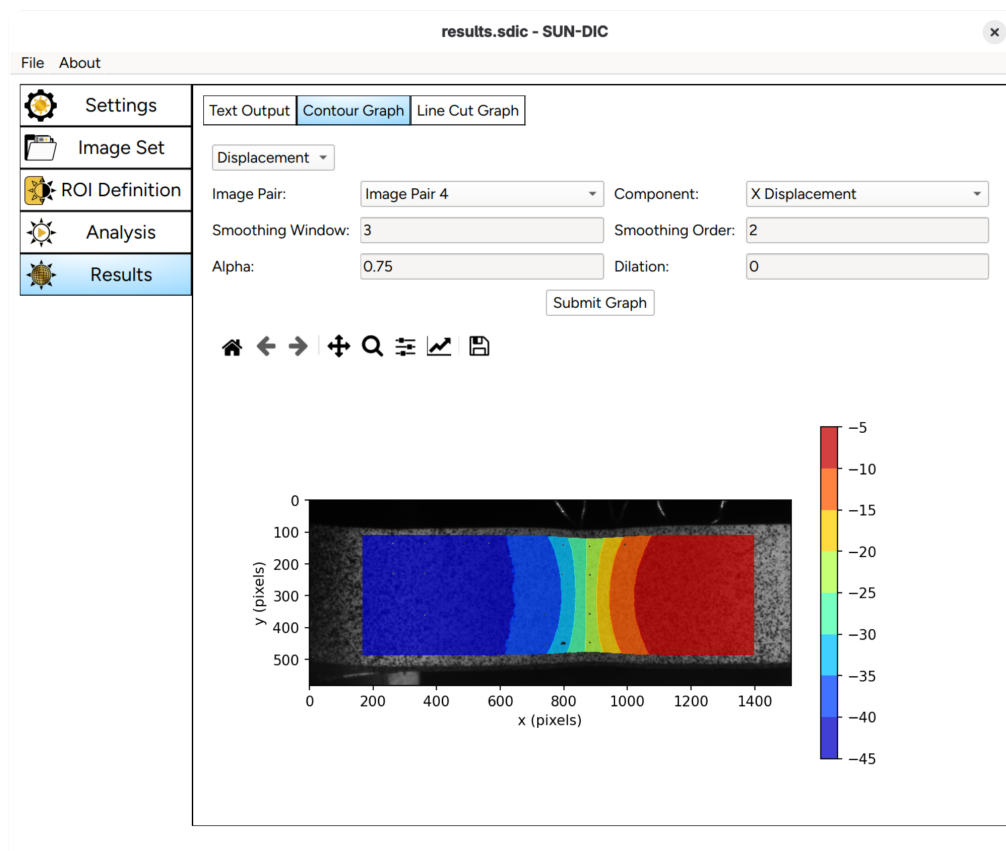 results.sdic - SUN-DIC
File About
Settings
Image Set
ROI Definition
Analysis
Results
Text Output Contour Graph Line Cut Graph
Displacement
Image Pair: Image Pair 4 Component: X Displacement
Smoothing Window: 3 Smoothing Order: 2
Alpha: 0.75 Dilation: 0
Submit Graph
0
100
200
300
400
500
y (pixels)
0 200 400 600 800 1000 1200 1400
x (pixels)
−5
−10
−15
−20
−25
−30
−35
−40
−45